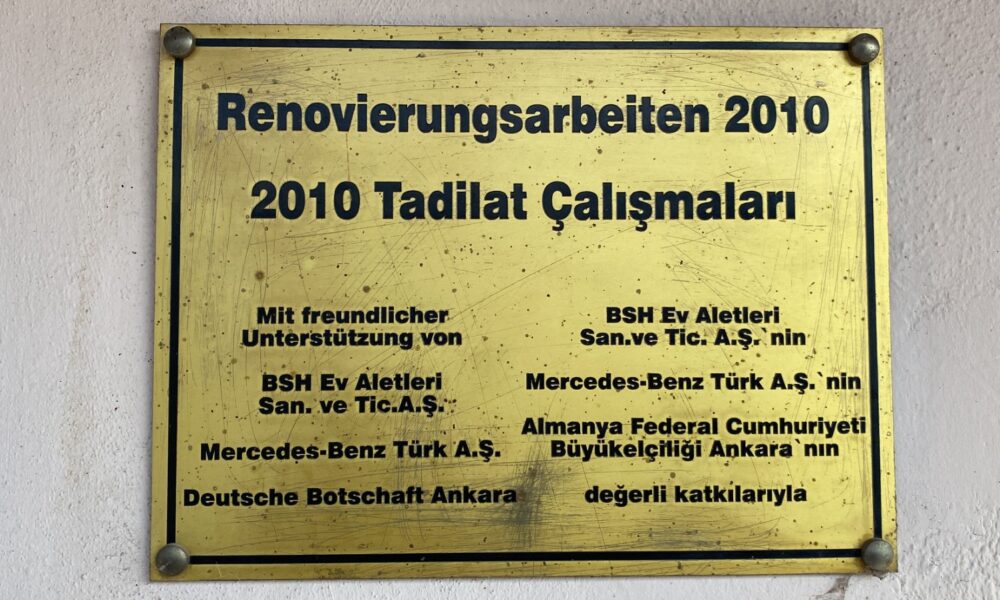 Renovierungsarbeiten 2010
2010 Tadilat Çalışmaları
Mit freundlicher
Unterstützung von
BSH Ev Aletleri
San. ve Tic.A.Ş.
Mercedes-Benz Türk A.Ş.
Deutsche Botschaft Ankara
BSH Ev Aletleri
San.ve Tic. A.Ş.`nin
Mercedes-Benz Türk A.Ş.`nin
Almanya Federal Cumhuriyeti
Büyükelçiliği Ankara`nın
değerli katkılarıyla